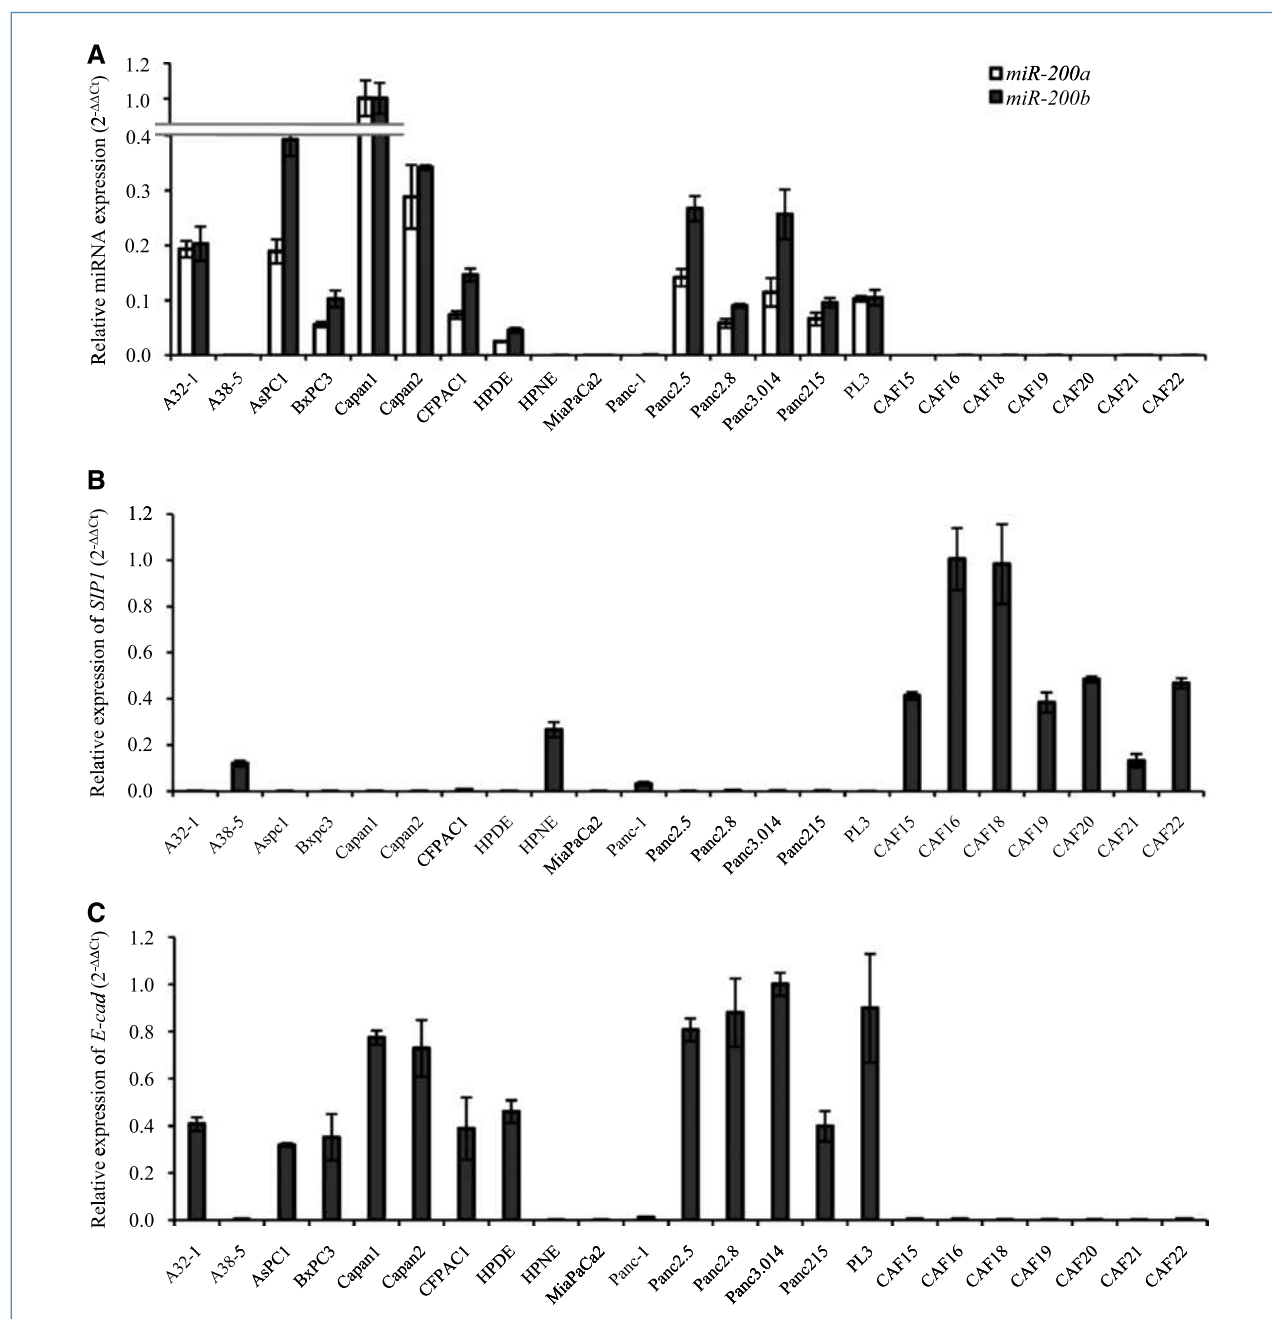 A
Relative miRNA expression (2-ΔΔCt)
1.2
1.0
0.4
0.3
0.2
0.1
0.0
miR-200a
miR-200b
A32-1 A38-5 AsPC1 BxPC3 Capan1 Capan2 CFPAC1 HPDE HPNE MiaPaCa2 Panc-1 Panc2.5 Panc2.8 Panc3.014 Panc215 PL3 CAF15 CAF16 CAF18 CAF19 CAF20 CAF21 CAF22
B
Relative expression of SIP1 (2-ΔΔCt)
1.2
1.0
0.8
0.6
0.4
0.2
0.0
A32-1 A38-5 Aspc1 Bxpc3 Capan1 Capan2 CFPAC1 HPDE HPNE MiaPaCa2 Panc-1 Panc2.5 Panc2.8 Panc3.014 Panc215 PL3 CAF15 CAF16 CAF18 CAF19 CAF20 CAF21 CAF22
C
Relative expression of E-cad (2-ΔΔCt)
1.2
1.0
0.8
0.6
0.4
0.2
0.0
A32-1 A38-5 AsPC1 BxPC3 Capan1 Capan2 CFPAC1 HPDE HPNE MiaPaCa2 Panc-1 Panc2.5 Panc2.8 Panc3.014 Panc215 PL3 CAF15 CAF16 CAF18 CAF19 CAF20 CAF21 CAF22